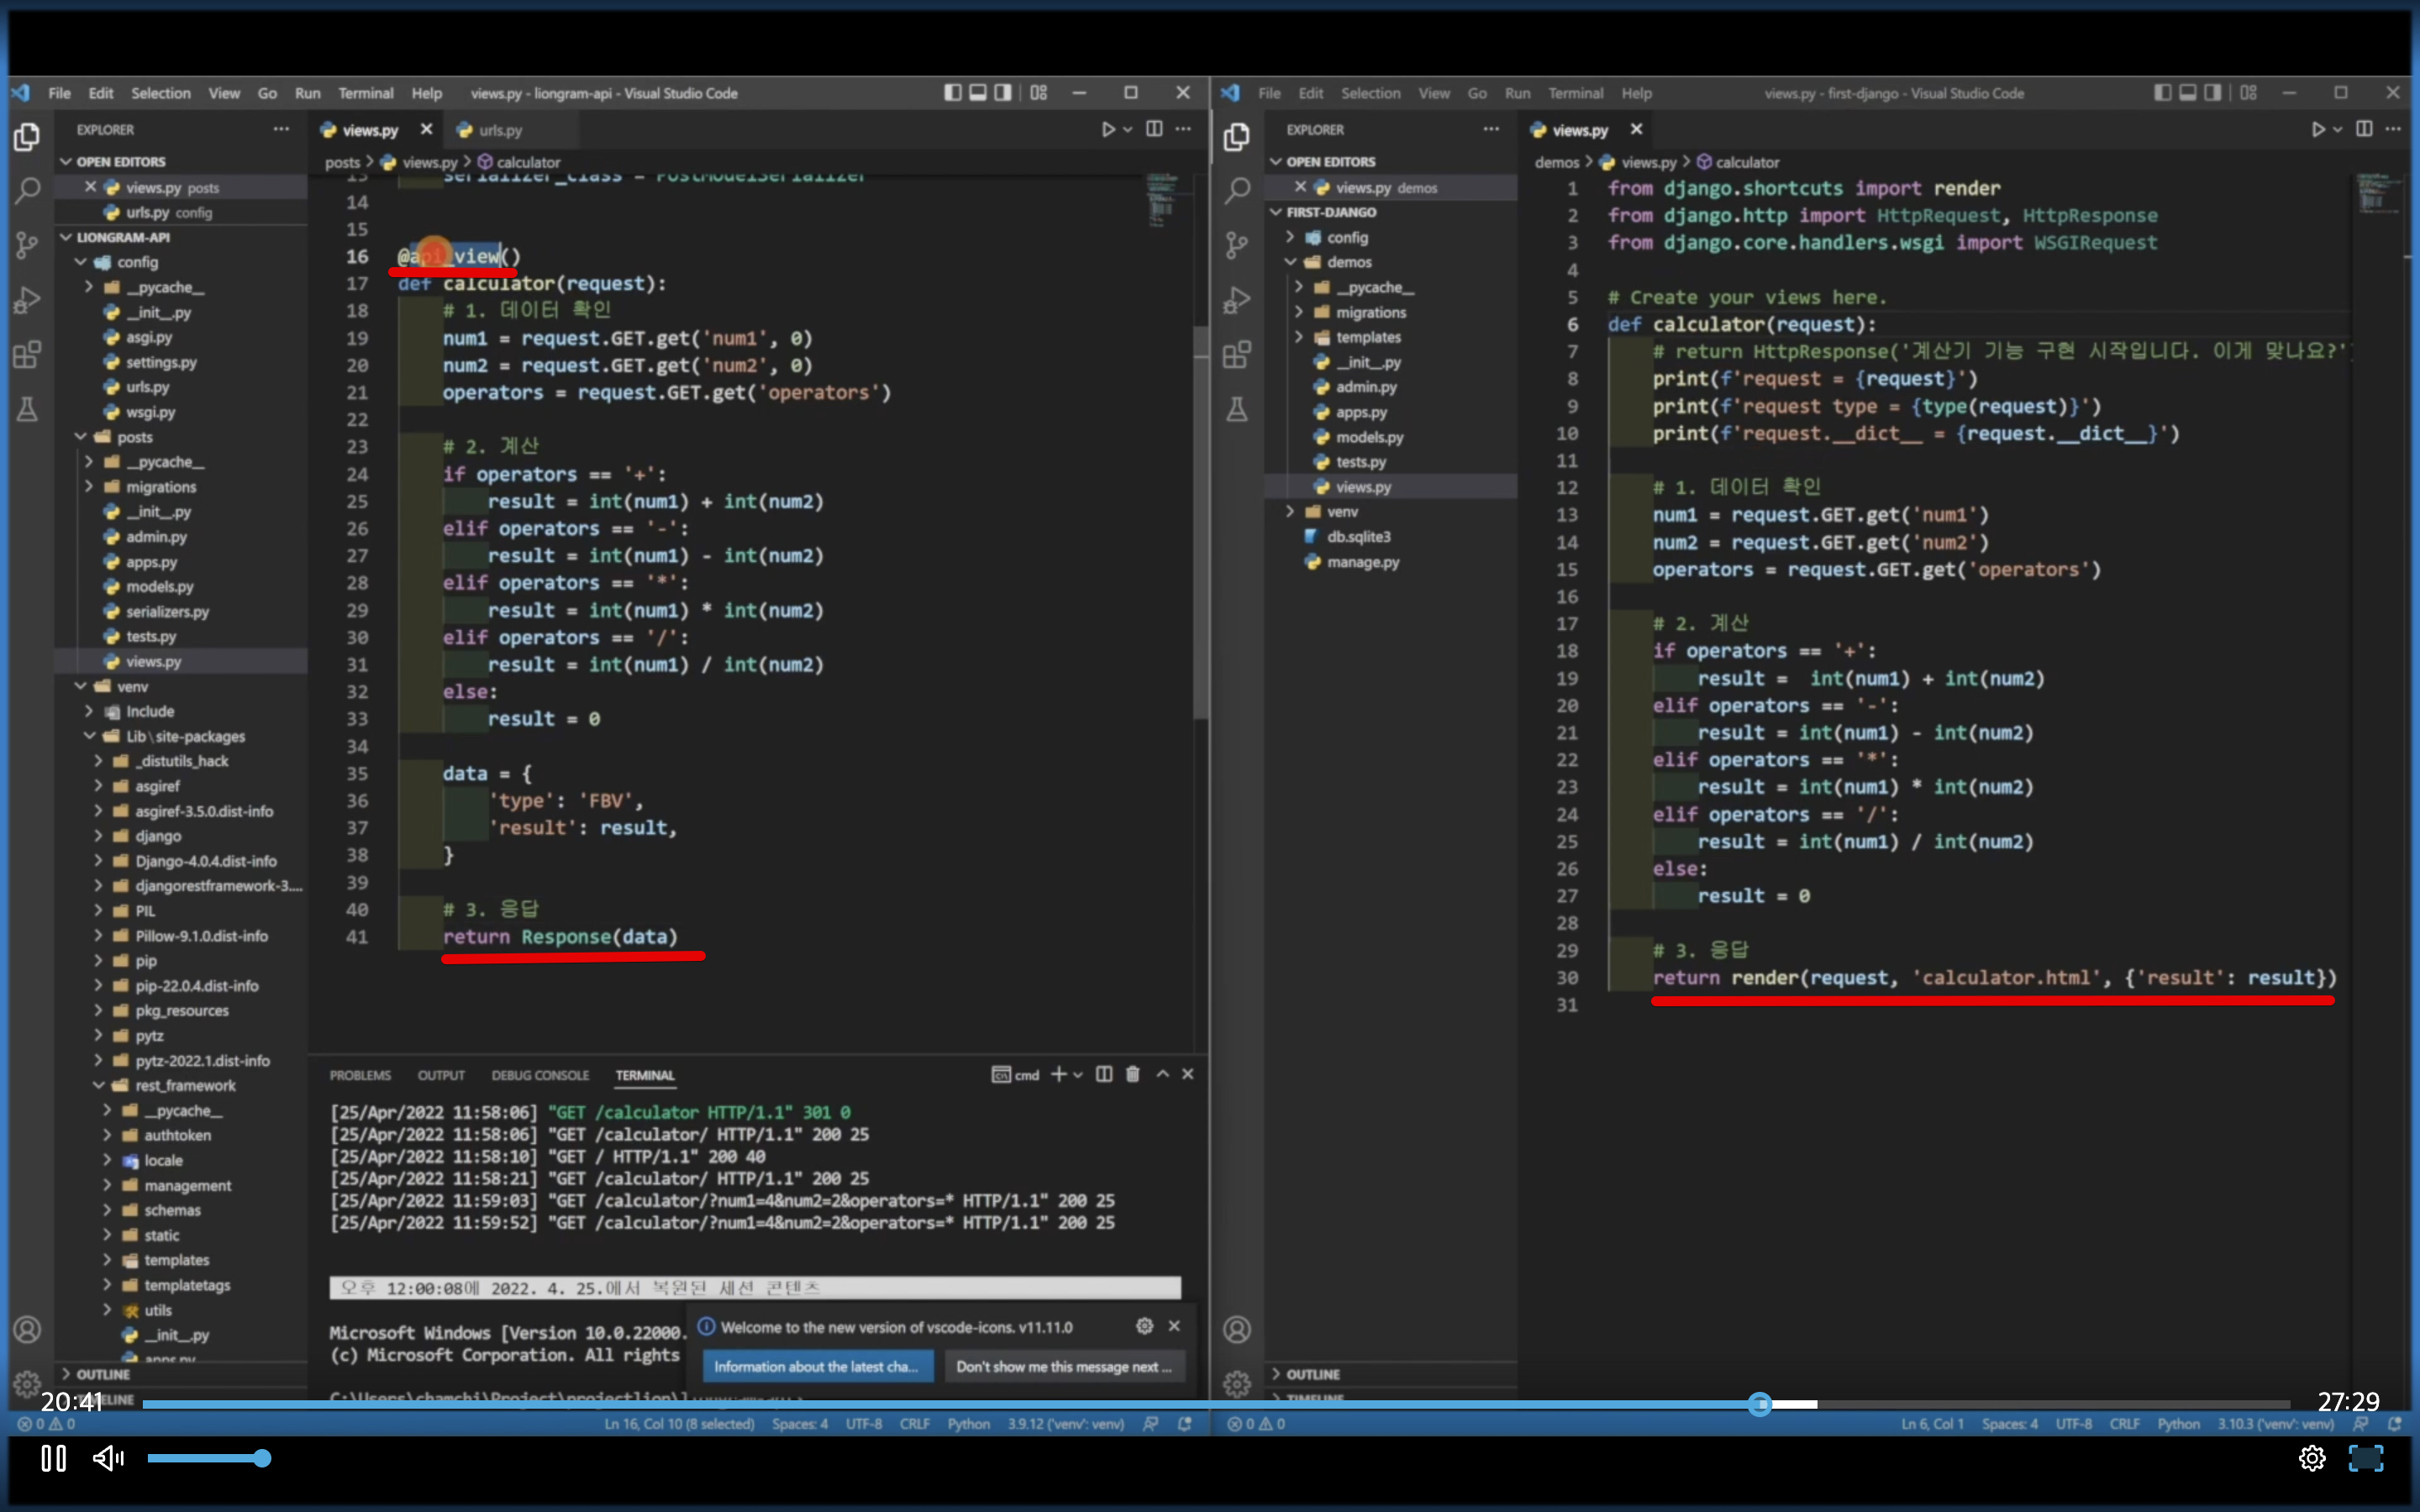 File Edit Selection View Go Run Terminal Help views.py - liongram-api - Visual Studio Code
EXPLORER
OPEN EDITORS
views.py posts
urls.py config
LIONGRAM-API
config
__pycache__
__init__.py
asgi.py
settings.py
urls.py
wsgi.py
posts
__pycache__
migrations
__init__.py
admin.py
apps.py
models.py
serializers.py
tests.py
views.py
venv
Include
Lib\site-packages
_distutils_hack
asgiref
asgiref-3.5.0.dist-info
django
Django-4.0.4.dist-info
djangorestframework-3....
PIL
Pillow-9.1.0.dist-info
pip
pip-22.0.4.dist-info
pkg_resources
pytz
pytz-2022.1.dist-info
rest_framework
__pycache__
authtoken
locale
management
schemas
static
templates
templatetags
utils
__init__.py
apps.py
OUTLINE
views.py urls.py
posts > views.py > calculator
13 serializer_class = PostModelSerializer
14
15
16 @api_view()
17 def calculator(request):
18 # 1. 데이터 확인
19 num1 = request.GET.get('num1', 0)
20 num2 = request.GET.get('num2', 0)
21 operators = request.GET.get('operators')
22
23 # 2. 계산
24 if operators == '+':
25 result = int(num1) + int(num2)
26 elif operators == '-':
27 result = int(num1) - int(num2)
28 elif operators == '*':
29 result = int(num1) * int(num2)
30 elif operators == '/':
31 result = int(num1) / int(num2)
32 else:
33 result = 0
34
35 data = {
36 'type': 'FBV',
37 'result': result,
38 }
39
40 # 3. 응답
41 return Response(data)
PROBLEMS OUTPUT DEBUG CONSOLE TERMINAL cmd
[25/Apr/2022 11:58:06] "GET /calculator HTTP/1.1" 301 0
[25/Apr/2022 11:58:06] "GET /calculator/ HTTP/1.1" 200 25
[25/Apr/2022 11:58:10] "GET / HTTP/1.1" 200 40
[25/Apr/2022 11:58:21] "GET /calculator/ HTTP/1.1" 200 25
[25/Apr/2022 11:59:03] "GET /calculator/?num1=4&num2=2&operators=* HTTP/1.1" 200 25
[25/Apr/2022 11:59:52] "GET /calculator/?num1=4&num2=2&operators=* HTTP/1.1" 200 25
오후 12:00:08에 2022. 4. 25.에서 복원된 세션 콘텐츠
Microsoft Windows [Version 10.0.22000.
(c) Microsoft Corporation. All rights
Welcome to the new version of vscode-icons. v11.11.0
Information about the latest cha... Don't show me this message next ...
0 0 Ln 16, Col 10 (8 selected) Spaces: 4 UTF-8 CRLF Python 3.9.12 ('venv': venv)
File Edit Selection View Go Run Terminal Help views.py - first-django - Visual Studio Code
EXPLORER
OPEN EDITORS
views.py demos
FIRST-DJANGO
config
demos
__pycache__
migrations
templates
__init__.py
admin.py
apps.py
models.py
tests.py
views.py
venv
db.sqlite3
manage.py
OUTLINE
TIMELINE
views.py
demos > views.py > calculator
1 from django.shortcuts import render
2 from django.http import HttpRequest, HttpResponse
3 from django.core.handlers.wsgi import WSGIRequest
4
5 # Create your views here.
6 def calculator(request):
7 # return HttpResponse('계산기 기능 구현 시작입니다. 이게 맞나요?'
8 print(f'request = {request}')
9 print(f'request type = {type(request)}')
10 print(f'request.__dict__ = {request.__dict__}')
11
12 # 1. 데이터 확인
13 num1 = request.GET.get('num1')
14 num2 = request.GET.get('num2')
15 operators = request.GET.get('operators')
16
17 # 2. 계산
18 if operators == '+':
19 result = int(num1) + int(num2)
20 elif operators == '-':
21 result = int(num1) - int(num2)
22 elif operators == '*':
23 result = int(num1) * int(num2)
24 elif operators == '/':
25 result = int(num1) / int(num2)
26 else:
27 result = 0
28
29 # 3. 응답
30 return render(request, 'calculator.html', {'result': result})
31
0 0 Ln 6, Col 1 Spaces: 4 UTF-8 CRLF Python 3.10.3 ('venv': venv)
20:41 27:29